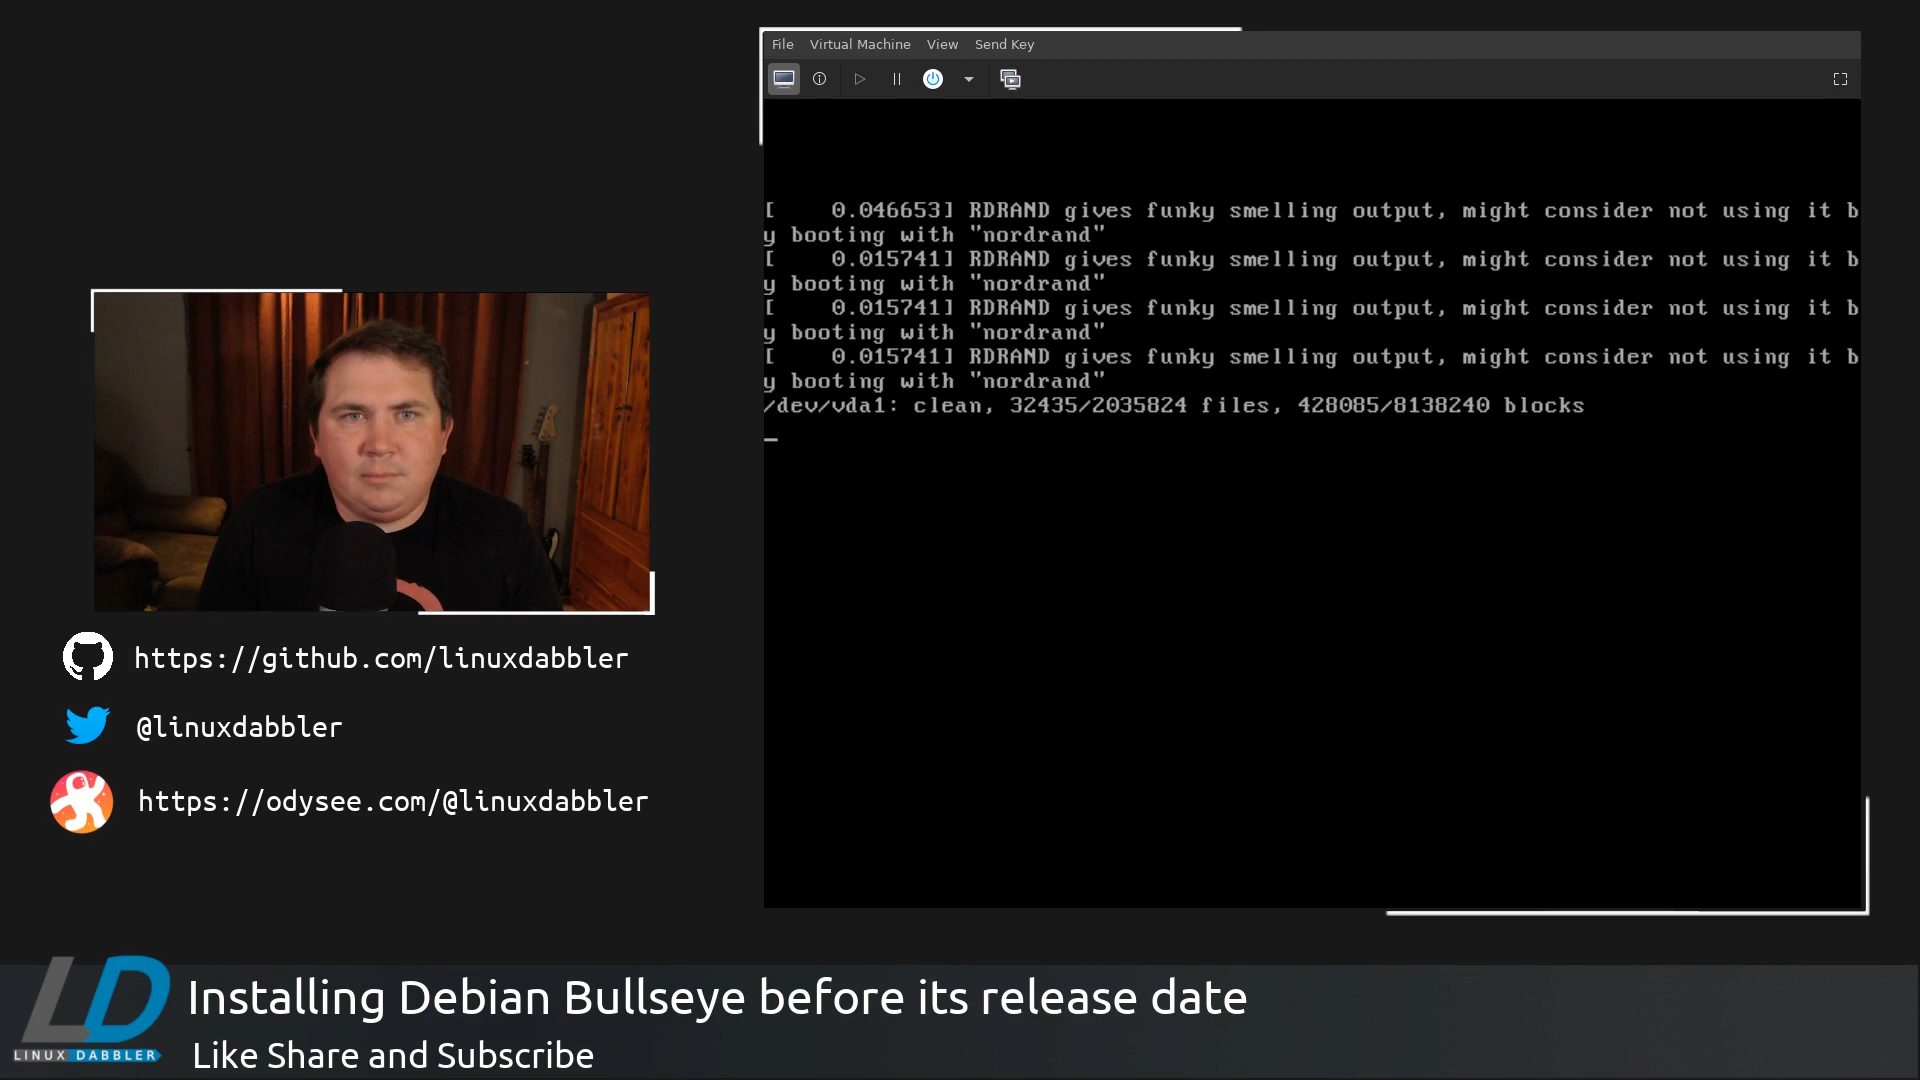 File Virtual Machine View Send Key
[    0.046653] RDRAND gives funky smelling output, might consider not using it b
y booting with "nordrand"
[    0.015741] RDRAND gives funky smelling output, might consider not using it b
y booting with "nordrand"
[    0.015741] RDRAND gives funky smelling output, might consider not using it b
y booting with "nordrand"
[    0.015741] RDRAND gives funky smelling output, might consider not using it b
y booting with "nordrand"
/dev/vda1: clean, 32435/2035824 files, 428085/8138240 blocks
https://github.com/linuxdabbler
@linuxdabbler
https://odysee.com/@linuxdabbler
LD
LINUX DABBLER
Installing Debian Bullseye before its release date
Like Share and Subscribe